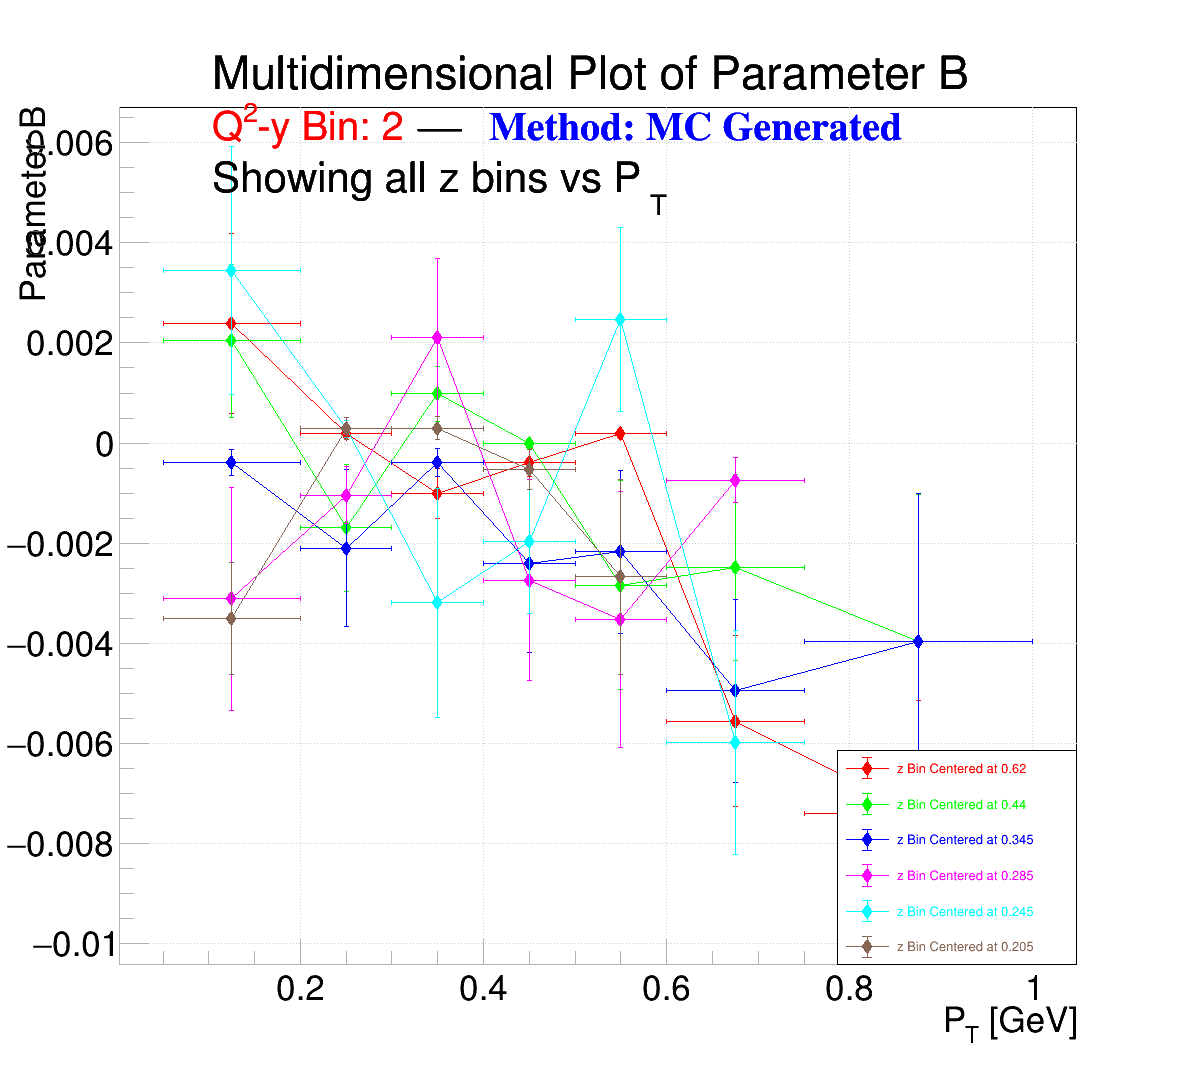 Multidimensional Plot of Parameter B
Q2-y Bin: 2 — Method: MC Generated
Showing all z bins vs P T
Parameter B
0.006
0.004
0.002
0
−0.002
−0.004
−0.006
−0.008
−0.01
z Bin Centered at 0.62
z Bin Centered at 0.44
z Bin Centered at 0.345
z Bin Centered at 0.285
z Bin Centered at 0.245
z Bin Centered at 0.205
0.2 0.4 0.6 0.8 1
PT [GeV]